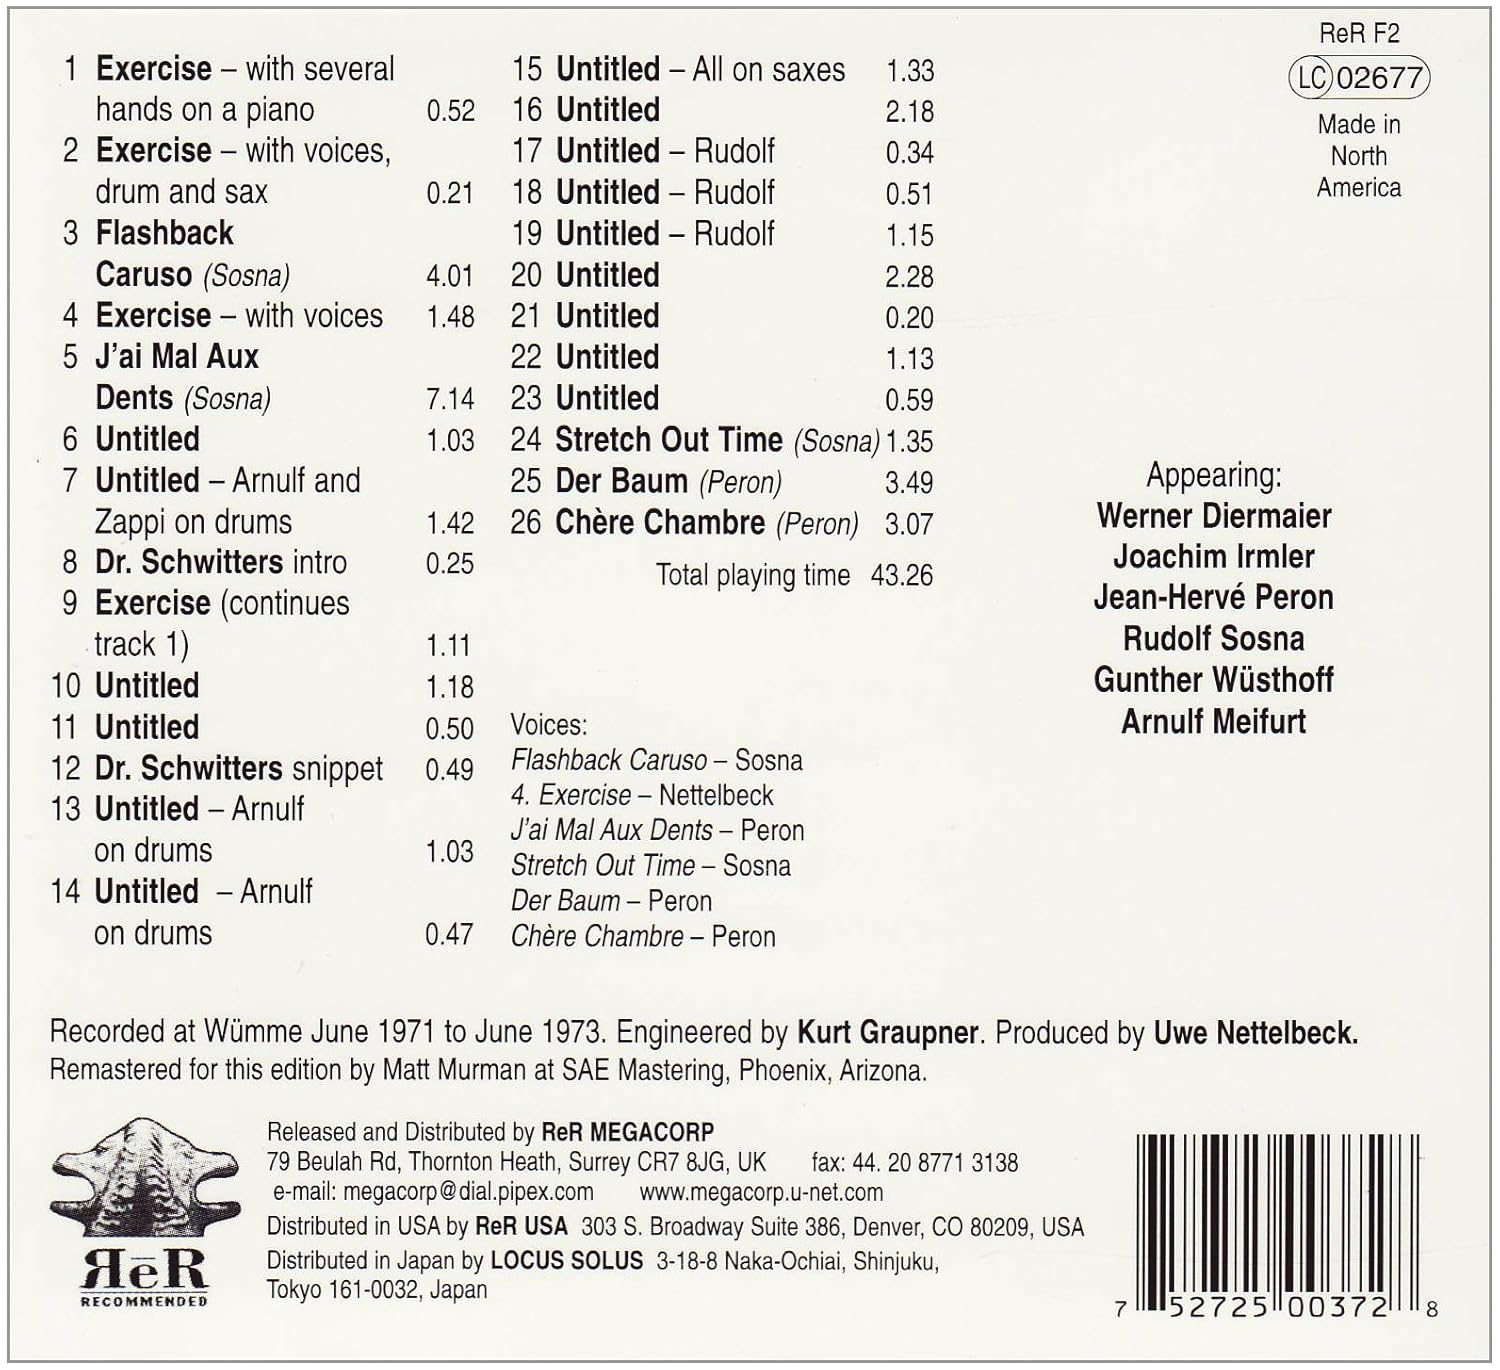 1 Exercise – with several
hands on a piano 0.52
2 Exercise – with voices,
drum and sax 0.21
3 Flashback
Caruso (Sosna) 4.01
4 Exercise – with voices 1.48
5 J'ai Mal Aux
Dents (Sosna) 7.14
6 Untitled 1.03
7 Untitled – Arnulf and
Zappi on drums 1.42
8 Dr. Schwitters intro 0.25
9 Exercise (continues
track 1) 1.11
10 Untitled 1.18
11 Untitled 0.50
12 Dr. Schwitters snippet 0.49
13 Untitled – Arnulf
on drums 1.03
14 Untitled – Arnulf
on drums 0.47
15 Untitled – All on saxes 1.33
16 Untitled 2.18
17 Untitled – Rudolf 0.34
18 Untitled – Rudolf 0.51
19 Untitled – Rudolf 1.15
20 Untitled 2.28
21 Untitled 0.20
22 Untitled 1.13
23 Untitled 0.59
24 Stretch Out Time (Sosna) 1.35
25 Der Baum (Peron) 3.49
26 Chère Chambre (Peron) 3.07
Total playing time 43.26
Voices:
Flashback Caruso – Sosna
4. Exercise – Nettelbeck
J'ai Mal Aux Dents – Peron
Stretch Out Time – Sosna
Der Baum – Peron
Chère Chambre – Peron
ReR F2
LC 02677
Made in
North
America
Appearing:
Werner Diermaier
Joachim Irmler
Jean-Hervé Peron
Rudolf Sosna
Gunther Wüsthoff
Arnulf Meifurt
Recorded at Wümme June 1971 to June 1973. Engineered by Kurt Graupner. Produced by Uwe Nettelbeck.
Remastered for this edition by Matt Murman at SAE Mastering, Phoenix, Arizona.
ReR
RECOMMENDED
Released and Distributed by ReR MEGACORP
79 Beulah Rd, Thornton Heath, Surrey CR7 8JG, UK fax: 44. 20 8771 3138
e-mail: megacorp@dial.pipex.com www.megacorp.u-net.com
Distributed in USA by ReR USA 303 S. Broadway Suite 386, Denver, CO 80209, USA
Distributed in Japan by LOCUS SOLUS 3-18-8 Naka-Ochiai, Shinjuku,
Tokyo 161-0032, Japan
7 52725 00372 8